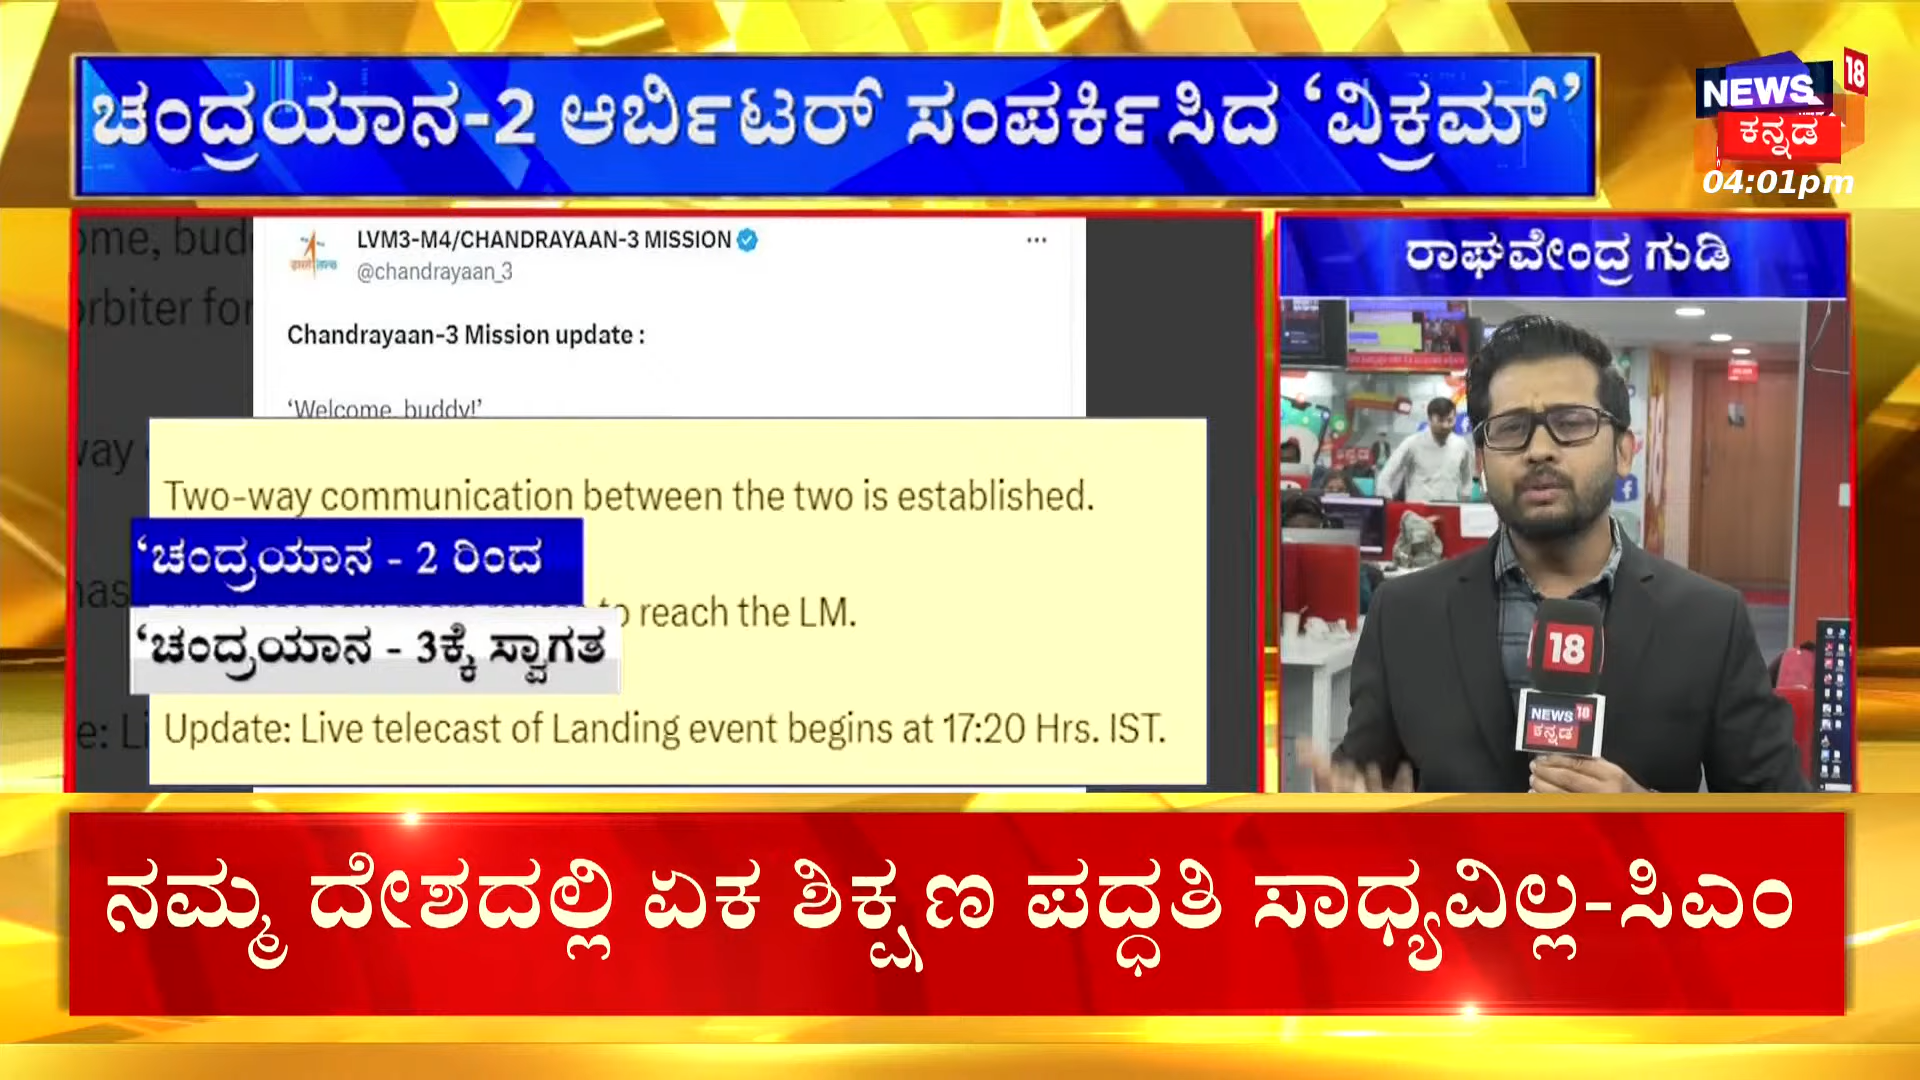 ಚಂದ್ರಯಾನ-2 ಆರ್ಬಿಟರ್ ಸಂಪರ್ಕಿಸಿದ ‘ವಿಕ್ರಮ್’
NEWS 18
ಕನ್ನಡ
04:01pm
LVM3-M4/CHANDRAYAAN-3 MISSION
@chandrayaan_3
Chandrayaan-3 Mission update :
‘Welcome, buddy!’
Two-way communication between the two is established.
to reach the LM.
Update: Live telecast of Landing event begins at 17:20 Hrs. IST.
‘ಚಂದ್ರಯಾನ - 2 ರಿಂದ
‘ಚಂದ್ರಯಾನ - 3ಕ್ಕೆ ಸ್ವಾಗತ
ರಾಘವೇಂದ್ರ ಗುಡಿ
18
NEWS 18
ಕನ್ನಡ
ನಮ್ಮ ದೇಶದಲ್ಲಿ ಏಕ ಶಿಕ್ಷಣ ಪದ್ಧತಿ ಸಾಧ್ಯವಿಲ್ಲ-ಸಿಎಂ